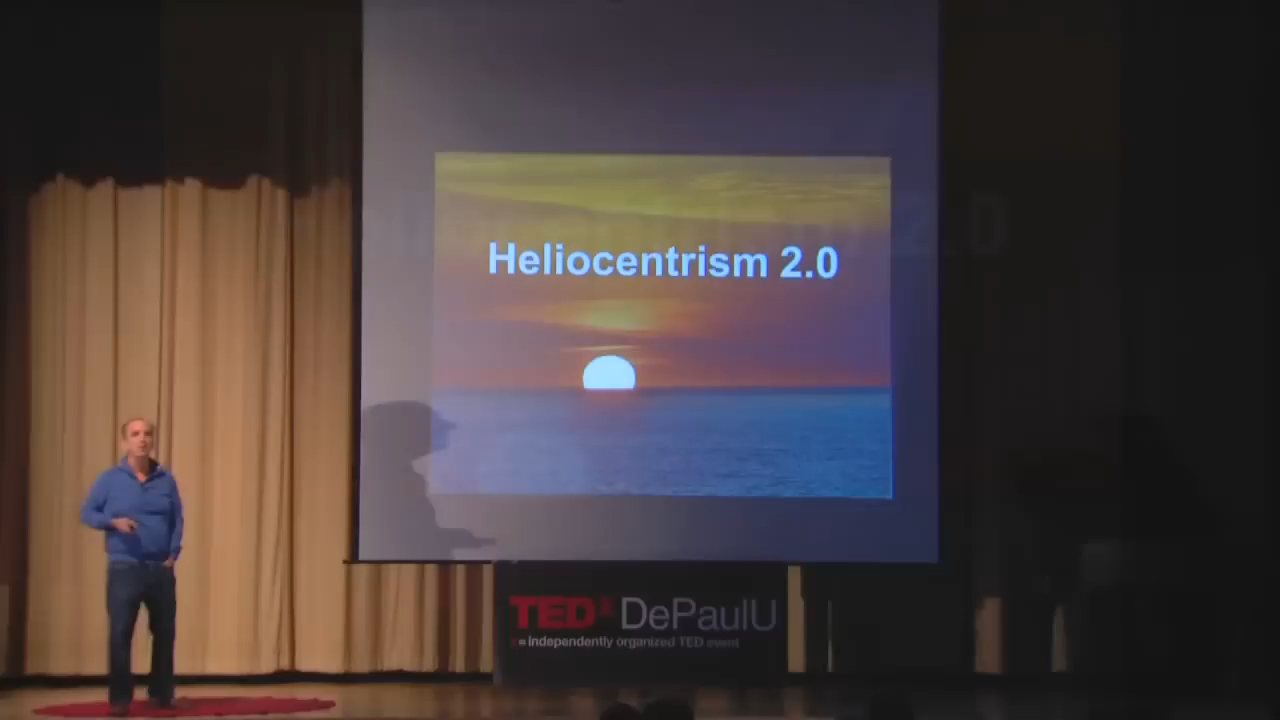 Heliocentrism 2.0
TEDx DePaulU
x = independently organized TED event